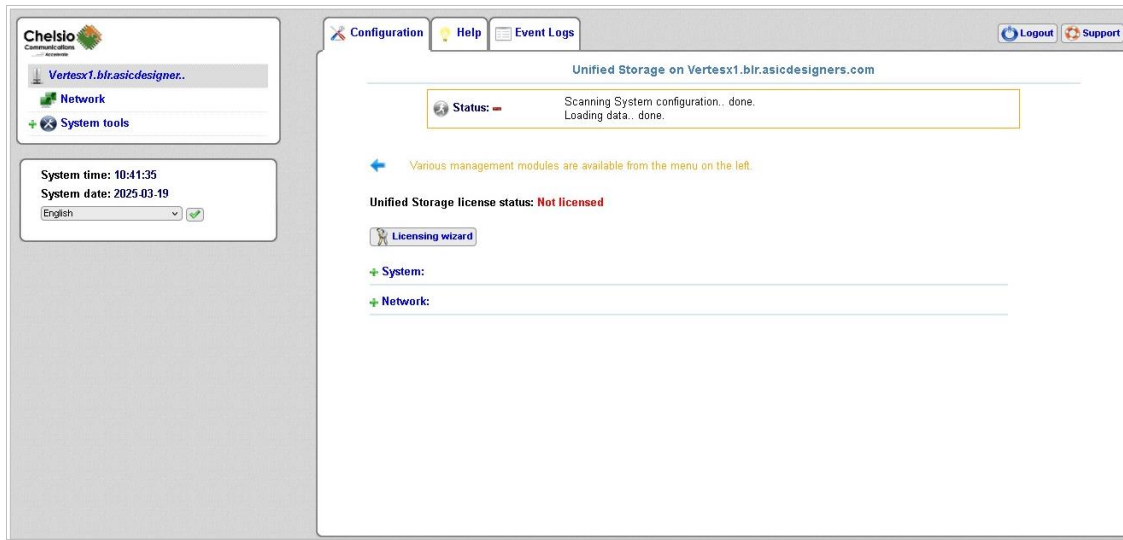 Chelsio
Communications
Accelerate
Vertesx1.blr.asicdesigner..
Network
System tools
System time: 10:41:35
System date: 2025-03-19
English
Configuration
Help
Event Logs
Logout
Support
Unified Storage on Vertesx1.blr.asicdesigners.com
Status:
Scanning System configuration.. done.
Loading data.. done.
Various management modules are available from the menu on the left.
Unified Storage license status: Not licensed
Licensing wizard
System:
Network: